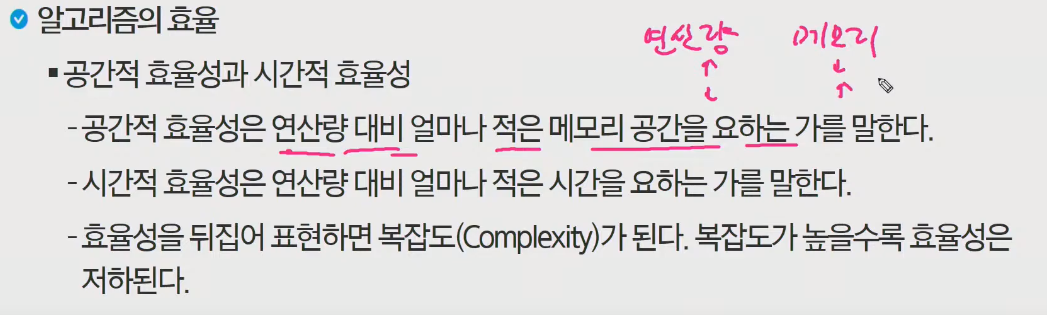 알고리즘의 효율
연산량 메모리
▪ 공간적 효율성과 시간적 효율성
- 공간적 효율성은 연산량 대비 얼마나 적은 메모리 공간을 요하는 가를 말한다.
- 시간적 효율성은 연산량 대비 얼마나 적은 시간을 요하는 가를 말한다.
- 효율성을 뒤집어 표현하면 복잡도(Complexity)가 된다. 복잡도가 높을수록 효율성은
저하된다.